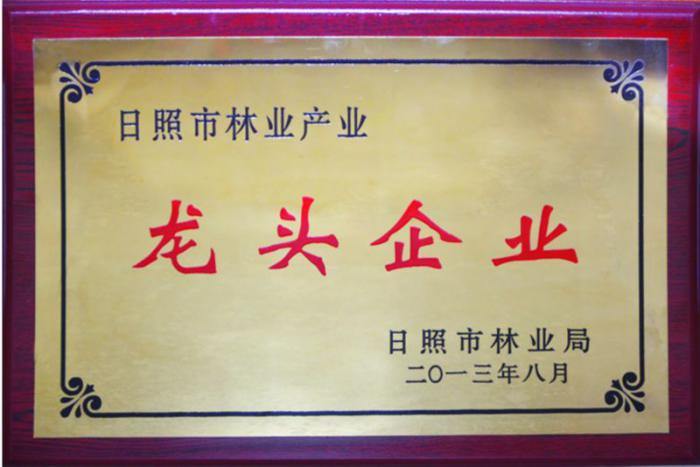 日照市林业产业
龙头企业
日照市林业局
二〇一三年八月